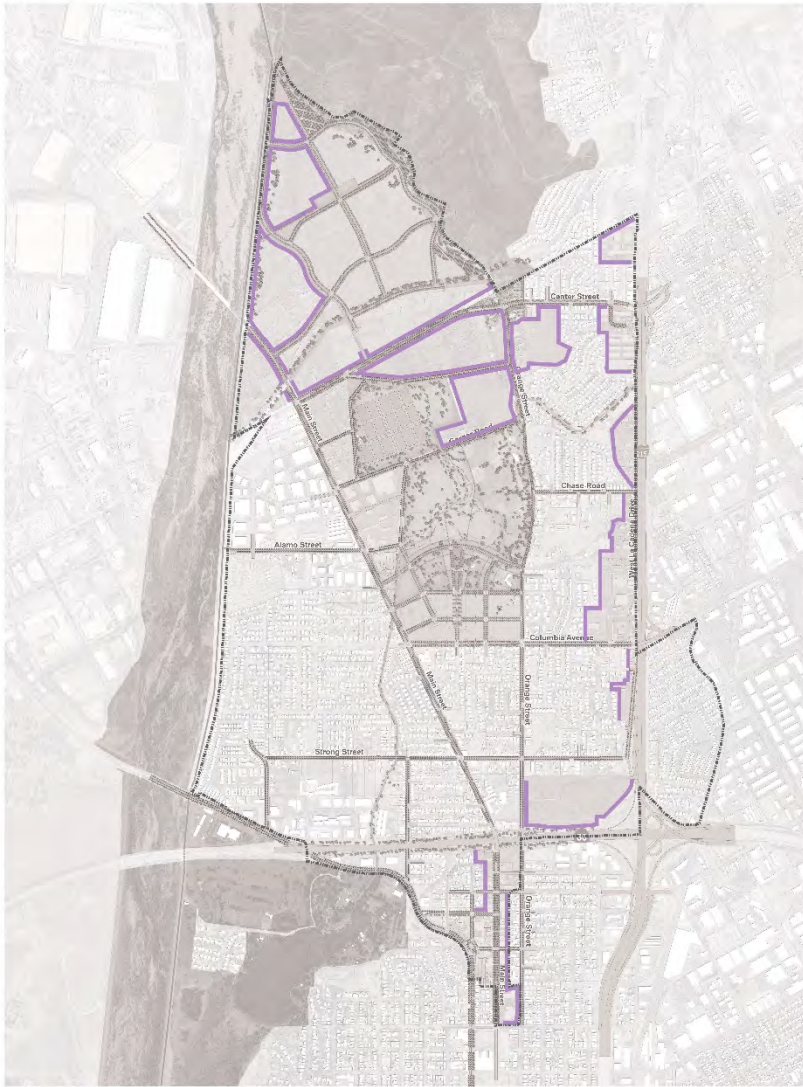 Center Street
Main Street
Chase Road
Alamo Street
Columbia Avenue
Main Street
Orange Street
Strong Street
Orange Street
Main Street